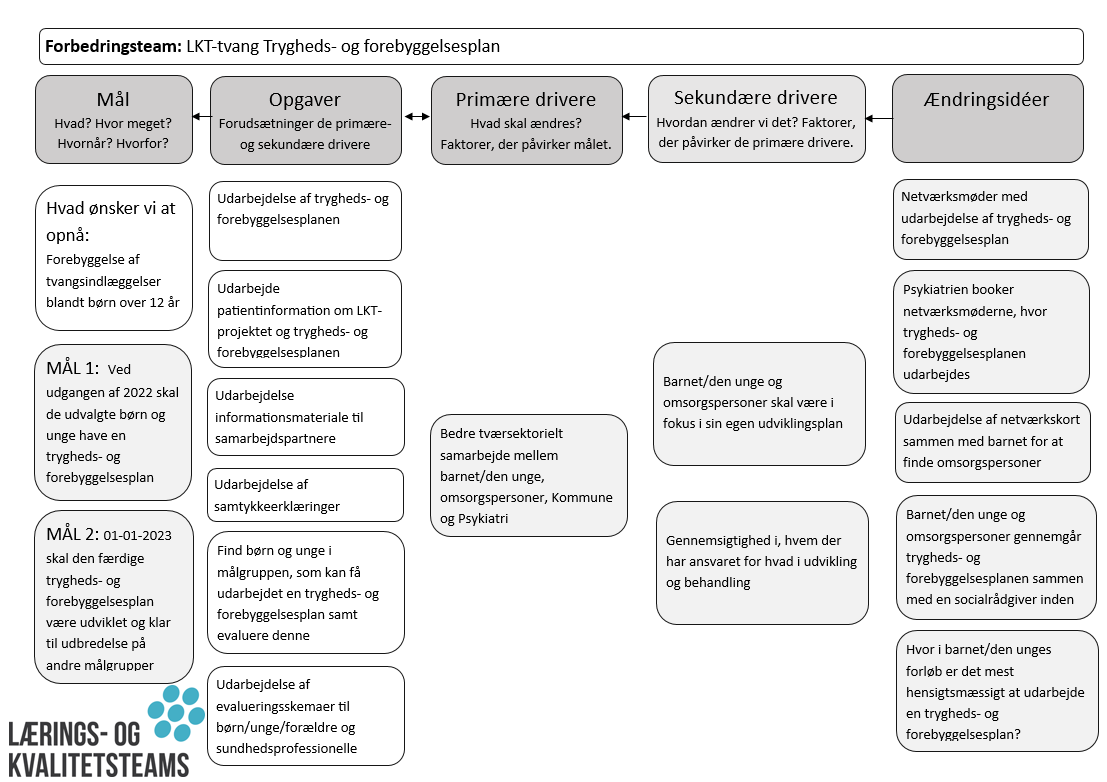 Forbedringsteam: LKT-tvang Trygheds- og forebyggelsesplan
Mål
Hvad? Hvor meget?
Hvornår? Hvorfor?
Opgaver
Forudsætninger de primære-
og sekundære drivere
Primære drivere
Hvad skal ændres?
Faktorer, der påvirker målet.
Sekundære drivere
Hvordan ændrer vi det? Faktorer,
der påvirker de primære drivere.
Ændringsidéer
Hvad ønsker vi at
opnå:
Forebyggelse af
tvangsindlæggelser
blandt børn over 12 år
MÅL 1: Ved
udgangen af 2022 skal
de udvalgte børn og
unge have en
trygheds- og
forebyggelsesplan
MÅL 2: 01-01-2023
skal den færdige
trygheds- og
forebyggelsesplan
være udviklet og klar
til udbredelse på
andre målgrupper
Udarbejdelse af trygheds- og
forebyggelsesplanen
Udarbejde
patientinformation om LKT-
projektet og trygheds- og
forebyggelsesplanen
Udarbejdelse
informationsmateriale til
samarbejdspartnere
Udarbejdelse af
samtykkeerklæringer
Find børn og unge i
målgruppen, som kan få
udarbejdet en trygheds- og
forebyggelsesplan samt
evaluere denne
Udarbejdelse af
evalueringsskemaer til
børn/unge/forældre og
sundhedsprofessionelle
Bedre tværsektorielt
samarbejde mellem
barnet/den unge,
omsorgspersoner, Kommune
og Psykiatri
Barnet/den unge og
omsorgspersoner skal være i
fokus i sin egen udviklingsplan
Gennemsigtighed i, hvem der
har ansvaret for hvad i udvikling
og behandling
Netværksmøder med
udarbejdelse af trygheds- og
forebyggelsesplan
Psykiatrien booker
netværksmøderne, hvor
trygheds- og
forebyggelsesplanen
udarbejdes
Udarbejdelse af netværkskort
sammen med barnet for at
finde omsorgspersoner
Barnet/den unge og
omsorgspersoner gennemgår
trygheds- og
forebyggelsesplanen sammen
med en socialrådgiver inden
Hvor i barnet/den unges
forløb er det mest
hensigtsmæssigt at udarbejde
en trygheds- og
forebyggelsesplan?
LÆRINGS- OG
KVALITETSTEAMS